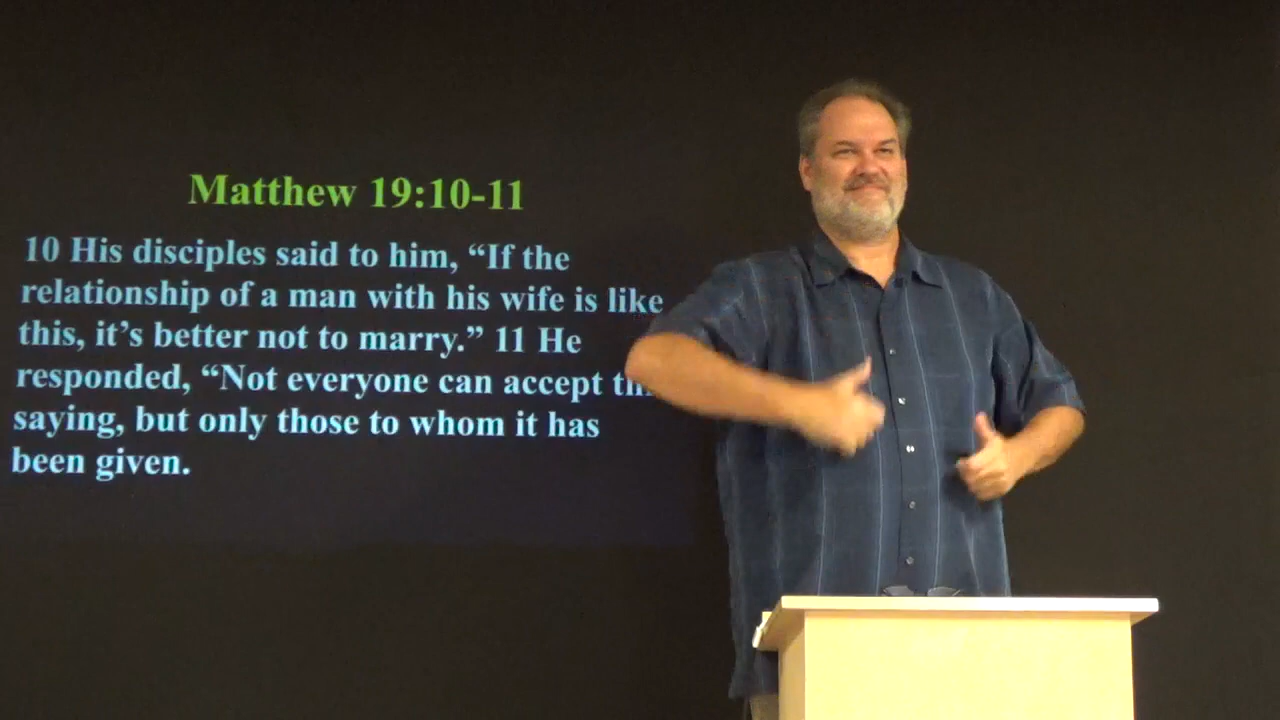 Matthew 19:10-11
10 His disciples said to him, “If the
relationship of a man with his wife is like
this, it’s better not to marry.” 11 He
responded, “Not everyone can accept
saying, but only those to whom it has
been given.